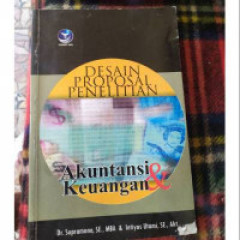 DESAIN
PROPOSAL
PENELITIAN
Akuntansi &
Keuangan
Dr. Supramono, SE., MBA & Intiyas Utami, SE., Akt.